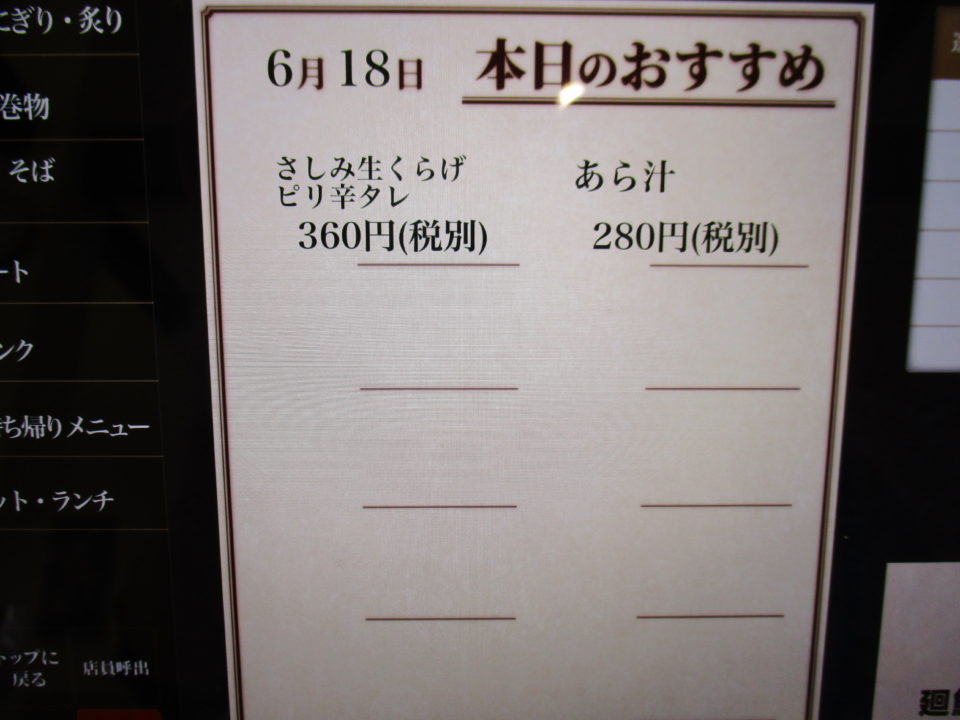 にぎり・炙り
巻物
そば
ート
ンク
ち帰りメニュー
ット・ランチ
トップに
戻る
店員呼出
6月18日 本日のおすすめ
さしみ生くらげ
ピリ辛タレ
360円(税別)
あら汁
280円(税別)
廻